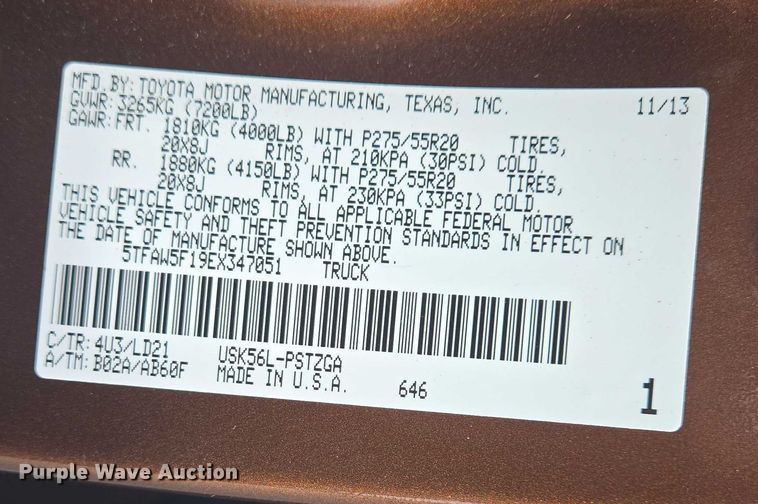 MFD. BY: TOYOTA MOTOR MANUFACTURING, TEXAS, INC. 11/13
GVWR: 3265KG (7200LB)
GAWR: FRT. 1810KG (4000LB) WITH P275/55R20 TIRES,
20X8J RIMS, AT 210KPA (30PSI) COLD.
RR. 1880KG (4150LB) WITH P275/55R20 TIRES,
20X8J RIMS, AT 230KPA (33PSI) COLD.
THIS VEHICLE CONFORMS TO ALL APPLICABLE FEDERAL MOTOR
VEHICLE SAFETY AND THEFT PREVENTION STANDARDS IN EFFECT ON
THE DATE OF MANUFACTURE SHOWN ABOVE.
5TFAW5F19EX347051 TRUCK
C/TR: 4U3/LD21 USK56L-PSTZGA
A/TM: B02A/AB60F MADE IN U.S.A. 646 1
Purple Wave Auction